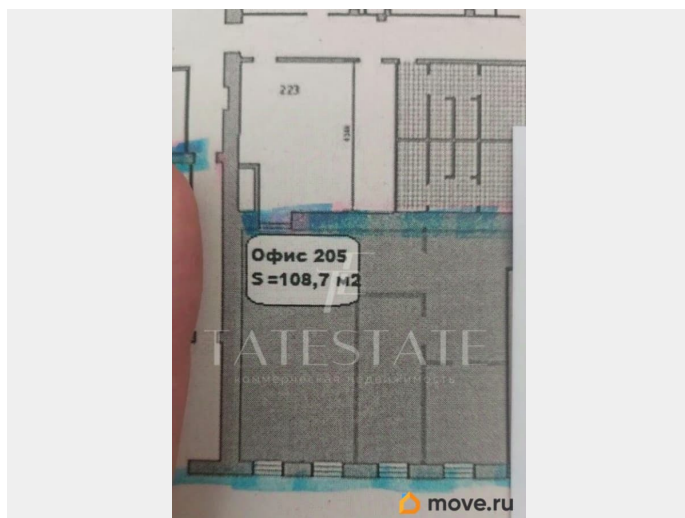 223
Офис 205
S=108,7 м2
TATESTATE
коммерческая недвижимость
move.ru